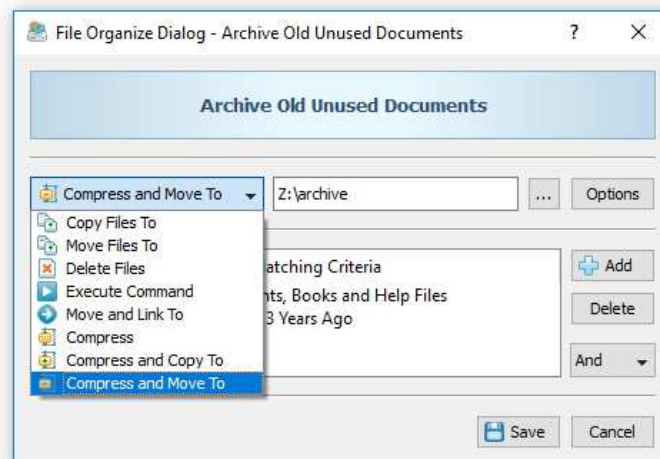 File Organize Dialog - Archive Old Unused Documents ?
Archive Old Unused Documents
Compress and Move To Z:\archive ... Options
Copy Files To
Move Files To
Delete Files
Execute Command
Move and Link To
Compress
Compress and Copy To
Compress and Move To
Criteria
Books and Help Files
3 Years Ago
Add
Delete
And
Save Cancel